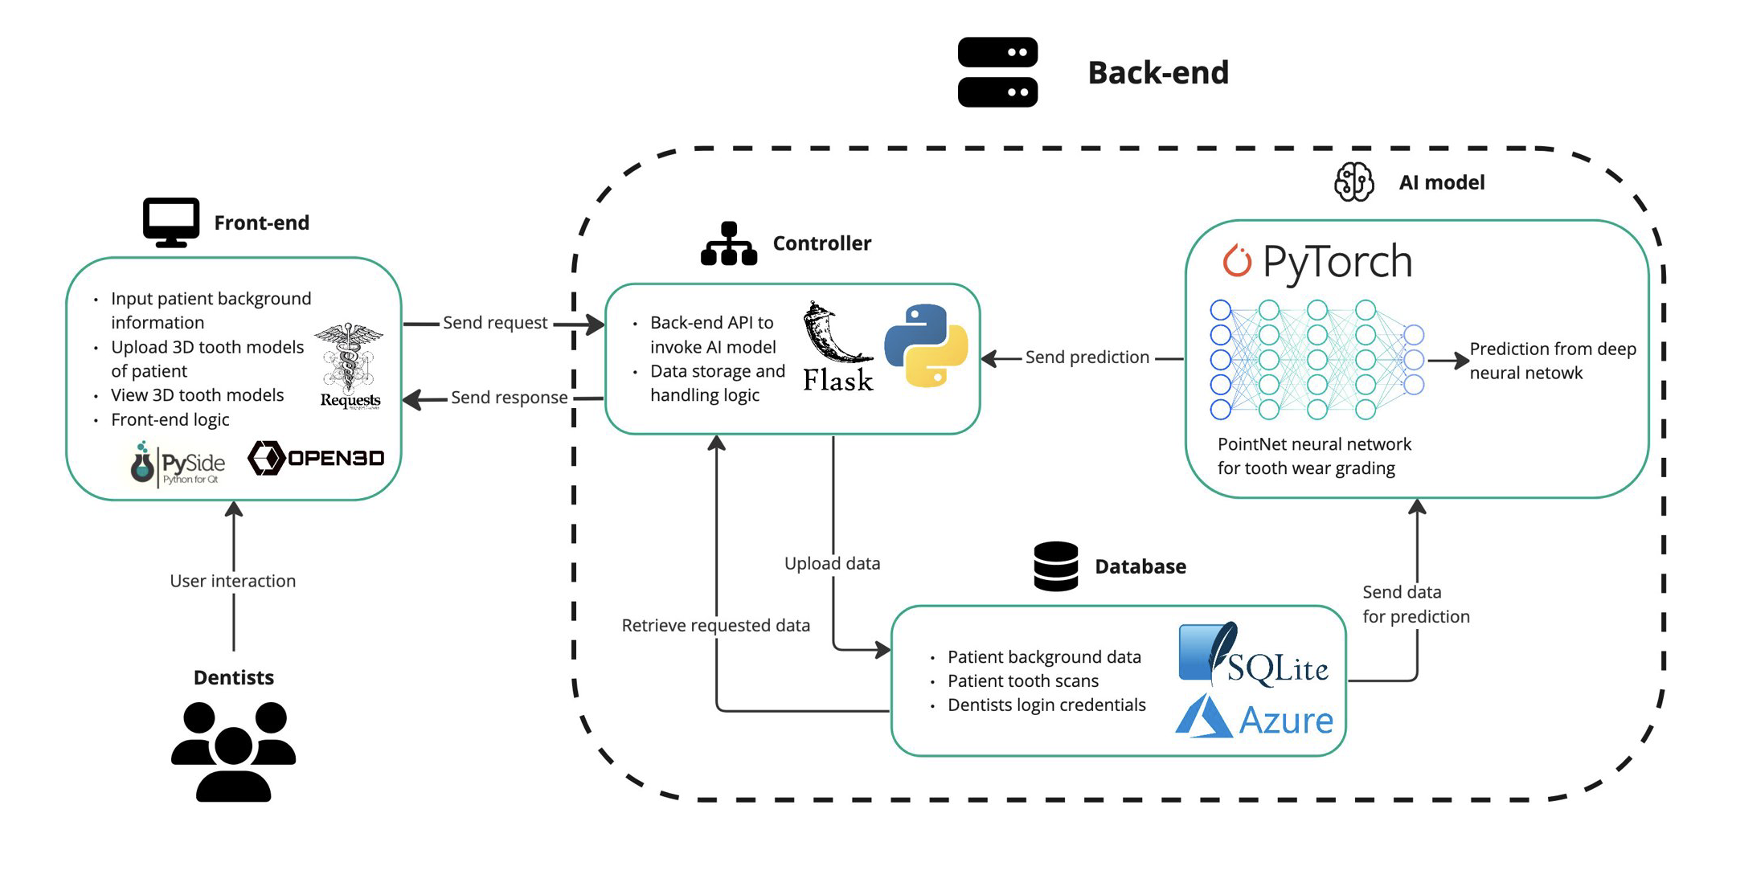 Back-end
AI model
Front-end
Controller
• Input patient background
information
• Upload 3D tooth models
of patient
• View 3D tooth models
• Front-end logic
Requests
PySide
Python for Qt
OPEN3D
Send request
Send response
• Back-end API to
invoke AI model
• Data storage and
handling logic
Flask
Send prediction
PyTorch
Prediction from deep
neural netowk
PointNet neural network
for tooth wear grading
User interaction
Dentists
Upload data
Retrieve requested data
Database
• Patient background data
• Patient tooth scans
• Dentists login credentials
SQLite
Azure
Send data
for prediction